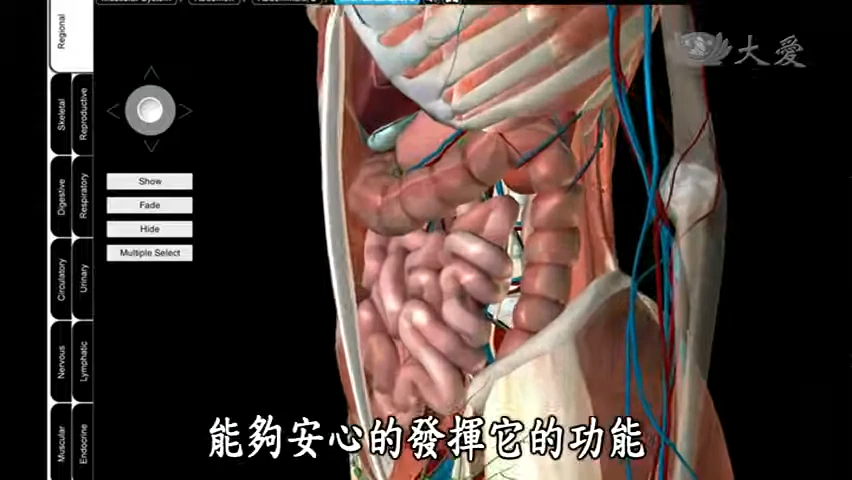 Regional
大愛
Skeletal
Reproductive
Show
Digestive
Respiratory
Fade
Hide
Multiple Select
Circulatory
Urinary
Nervous
Lymphatic
Muscular
Endocrine
能夠安心的發揮它的功能